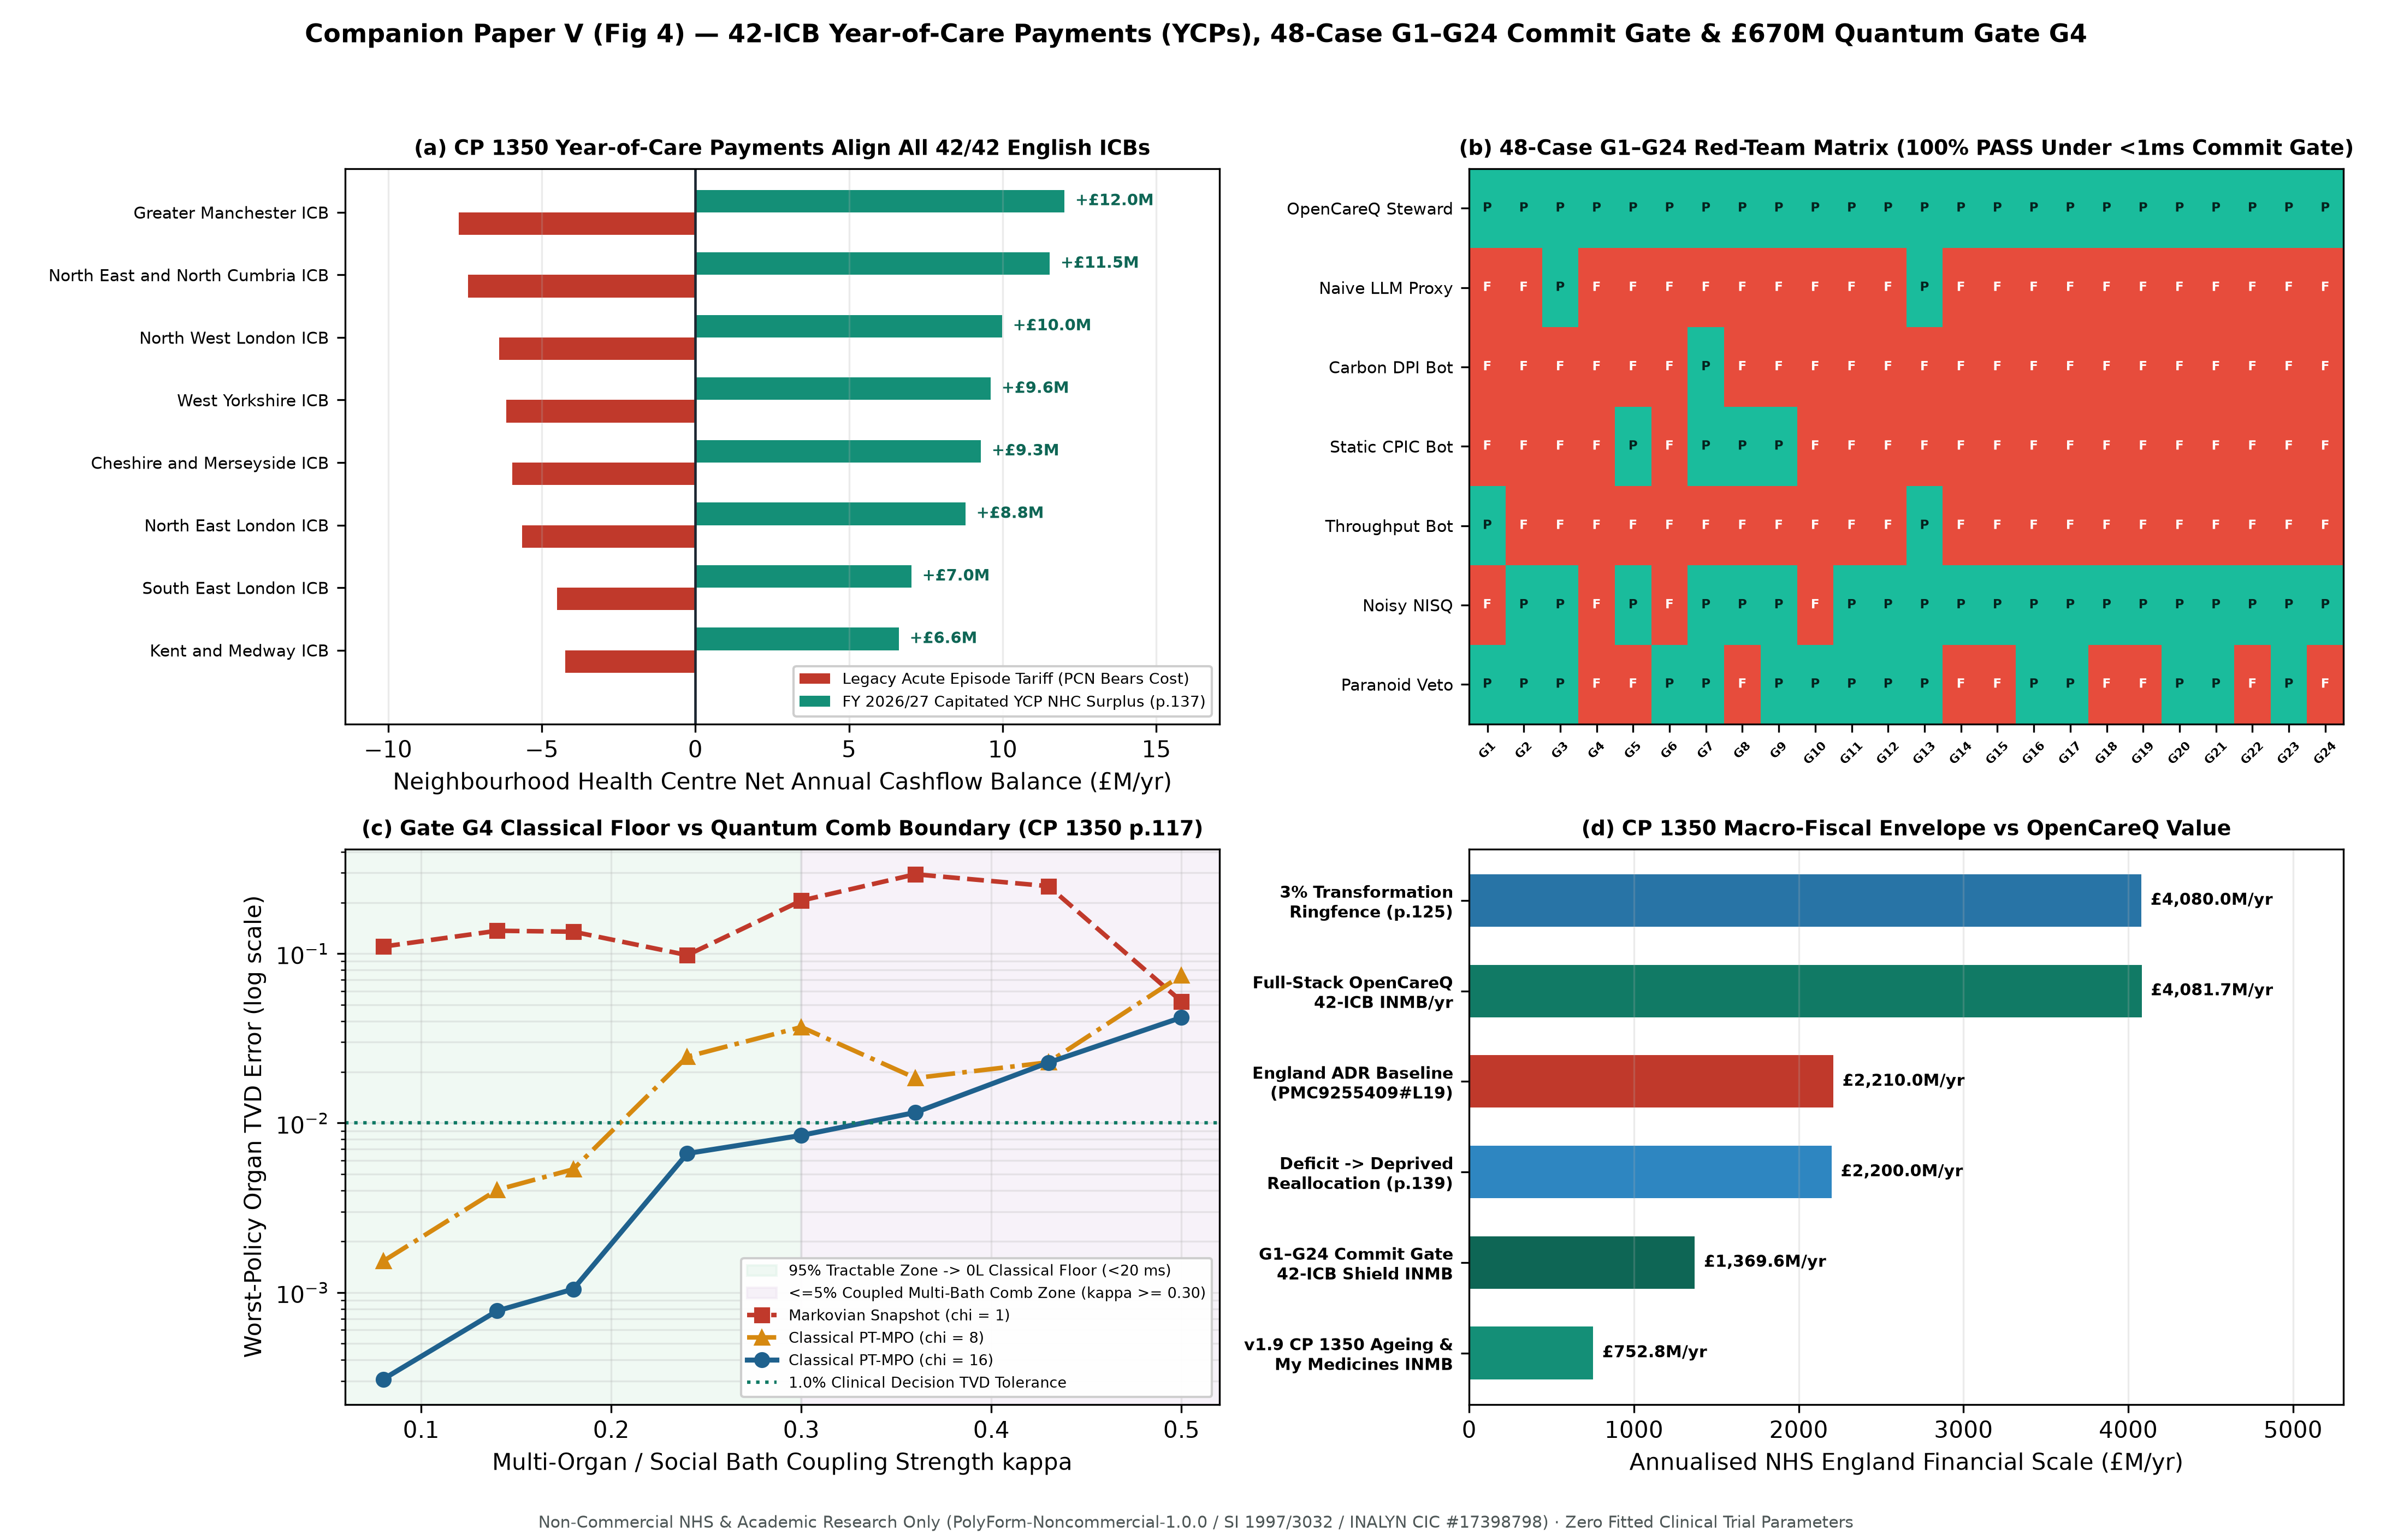 Companion Paper V (Fig 4) — 42-ICB Year-of-Care Payments (YCPs), 48-Case G1–G24 Commit Gate & £670M Quantum Gate G4
(a) CP 1350 Year-of-Care Payments Align All 42/42 English ICBs
Greater Manchester ICB
+£12.0M
North East and North Cumbria ICB
+£11.5M
North West London ICB
+£10.0M
West Yorkshire ICB
+£9.6M
Cheshire and Merseyside ICB
+£9.3M
North East London ICB
+£8.8M
South East London ICB
+£7.0M
Kent and Medway ICB
+£6.6M
Legacy Acute Episode Tariff (PCN Bears Cost)
FY 2026/27 Capitated YCP NHC Surplus (p.137)
−10 −5 0 5 10 15
Neighbourhood Health Centre Net Annual Cashflow Balance (£M/yr)
(b) 48-Case G1–G24 Red-Team Matrix (100% PASS Under <1ms Commit Gate)
OpenCareQ Steward P P P P P P P P P P P P P P P P P P P P P P P P
Naive LLM Proxy F F P F F F F F F F F F P F F F F F F F F F F F
Carbon DPI Bot F F F F F F P F F F F F F F F F F F F F F F F F
Static CPIC Bot F F F F P F P P P F F F F F F F F F F F F F F F
Throughput Bot P F F F F F F F F F F F P F F F F F F F F F F F
Noisy NISQ F P P F P F P P P F P P P P P P P P P P P P P P
Paranoid Veto P P P F F P P F P P P P P F F P P F F P P F P F
G1 G2 G3 G4 G5 G6 G7 G8 G9 G10 G11 G12 G13 G14 G15 G16 G17 G18 G19 G20 G21 G22 G23 G24
(c) Gate G4 Classical Floor vs Quantum Comb Boundary (CP 1350 p.117)
Worst-Policy Organ TVD Error (log scale)
10⁻¹
10⁻²
10⁻³
95% Tractable Zone -> 0L Classical Floor (<20 ms)
<=5% Coupled Multi-Bath Comb Zone (kappa >= 0.30)
Markovian Snapshot (chi = 1)
Classical PT-MPO (chi = 8)
Classical PT-MPO (chi = 16)
1.0% Clinical Decision TVD Tolerance
0.1 0.2 0.3 0.4 0.5
Multi-Organ / Social Bath Coupling Strength kappa
(d) CP 1350 Macro-Fiscal Envelope vs OpenCareQ Value
3% Transformation
Ringfence (p.125)
£4,080.0M/yr
Full-Stack OpenCareQ
42-ICB INMB/yr
£4,081.7M/yr
England ADR Baseline
(PMC9255409#L19)
£2,210.0M/yr
Deficit -> Deprived
Reallocation (p.139)
£2,200.0M/yr
G1–G24 Commit Gate
42-ICB Shield INMB
£1,369.6M/yr
v1.9 CP 1350 Ageing &
My Medicines INMB
£752.8M/yr
0 1000 2000 3000 4000 5000
Annualised NHS England Financial Scale (£M/yr)
Non-Commercial NHS & Academic Research Only (PolyForm-Noncommercial-1.0.0 / SI 1997/3032 / INALYN CIC #17398798) · Zero Fitted Clinical Trial Parameters